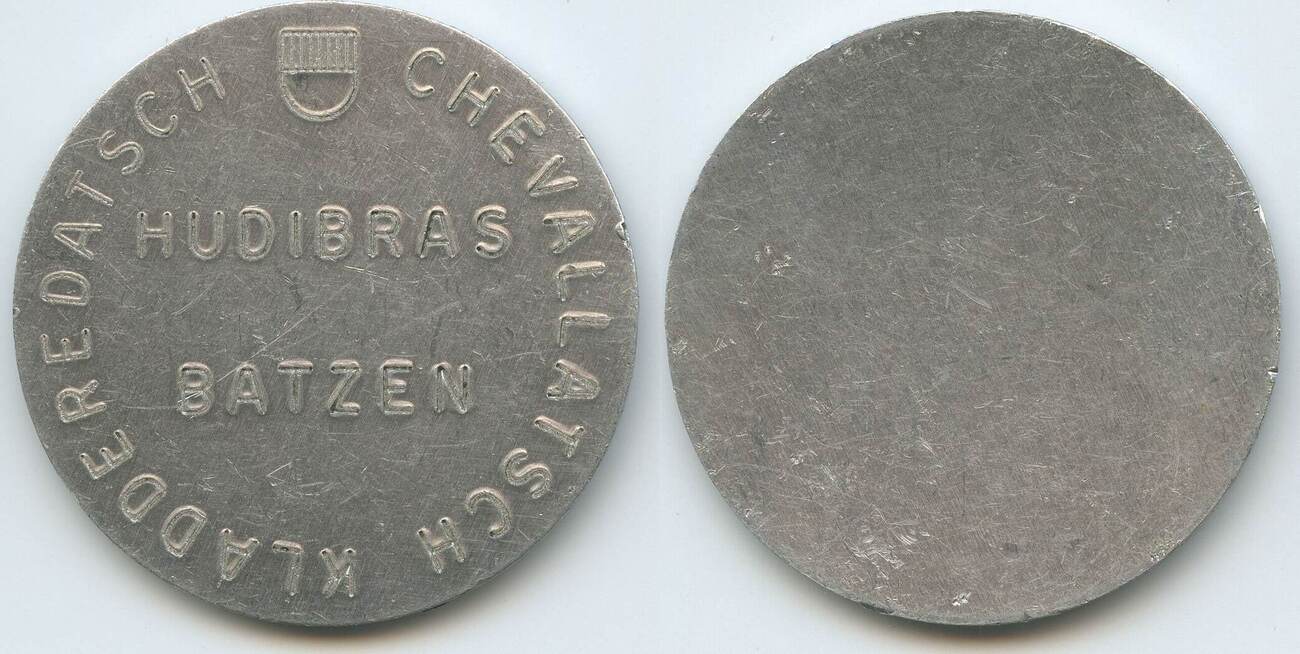 CHEVALLATSCH KLADDEREDATSCH
HUDIBRAS
BATZEN